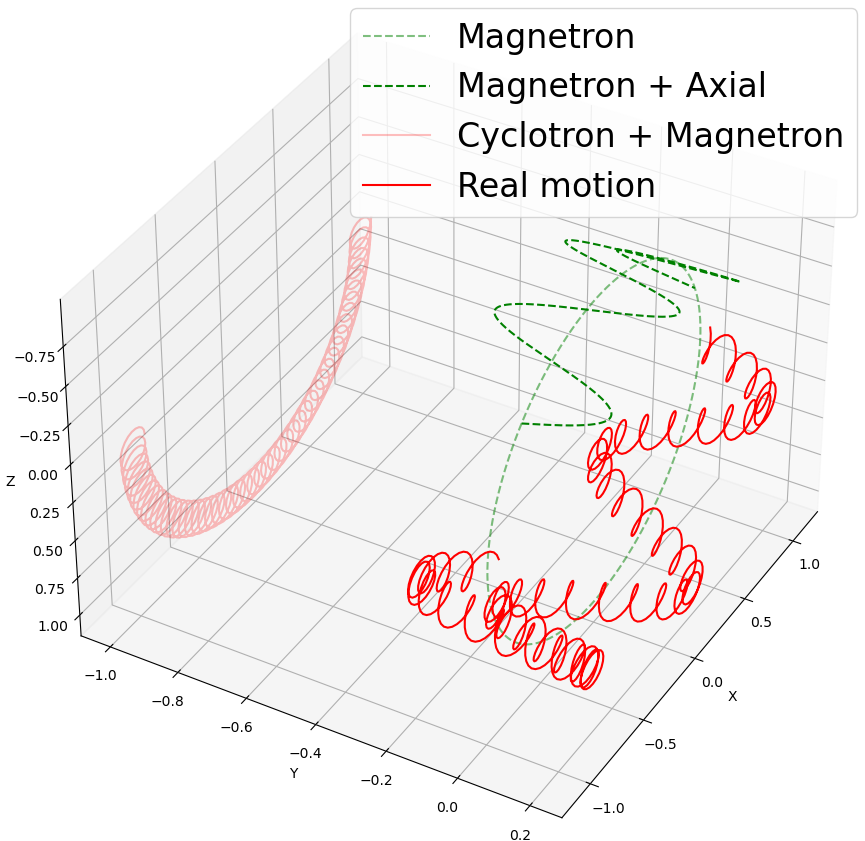 Magnetron
Magnetron + Axial
Cyclotron + Magnetron
Real motion
−0.75
−0.50
−0.25
0.00
0.25
0.50
0.75
1.00
Z
−1.0
−0.8
−0.6
−0.4
−0.2
0.0
0.2
Y
1.0
0.5
0.0
−0.5
−1.0
X